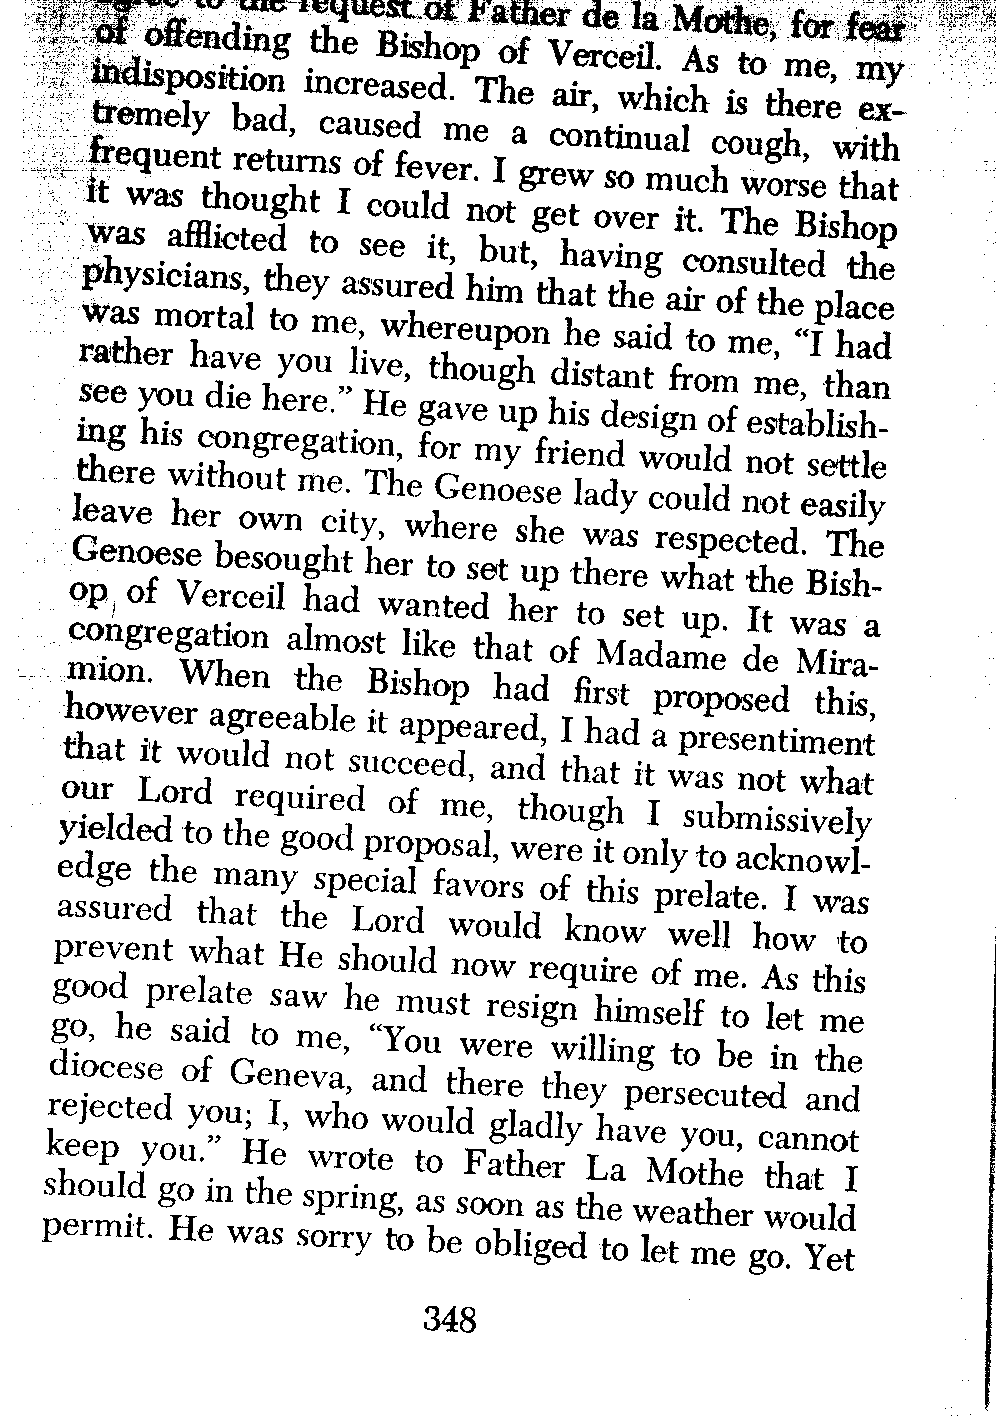 agree to the request of Father de la Mothe, for fear
of offending the Bishop of Verceil. As to me, my
indisposition increased. The air, which is there ex-
tremely bad, caused me a continual cough, with
frequent returns of fever. I grew so much worse that
it was thought I could not get over it. The Bishop
was afflicted to see it, but, having consulted the
physicians, they assured him that the air of the place
was mortal to me, whereupon he said to me, “I had
rather have you live, though distant from me, than
see you die here.” He gave up his design of establish-
ing his congregation, for my friend would not settle
there without me. The Genoese lady could not easily
leave her own city, where she was respected. The
Genoese besought her to set up there what the Bish-
op of Verceil had wanted her to set up. It was a
congregation almost like that of Madame de Mira-
mion. When the Bishop had first proposed this,
however agreeable it appeared, I had a presentiment
that it would not succeed, and that it was not what
our Lord required of me, though I submissively
yielded to the good proposal, were it only to acknowl-
edge the many special favors of this prelate. I was
assured that the Lord would know well how to
prevent what He should now require of me. As this
good prelate saw he must resign himself to let me
go, he said to me, “You were willing to be in the
diocese of Geneva, and there they persecuted and
rejected you; I, who would gladly have you, cannot
keep you.” He wrote to Father La Mothe that I
should go in the spring, as soon as the weather would
permit. He was sorry to be obliged to let me go. Yet
348